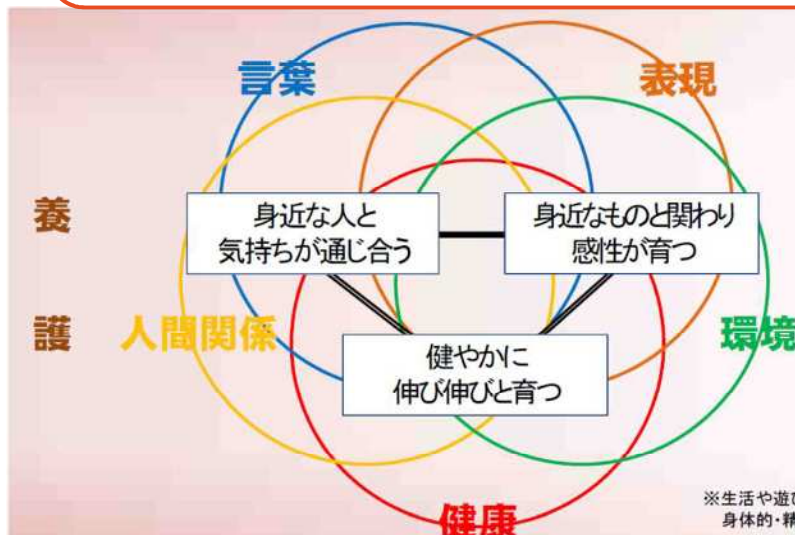 言葉
表現
養
護
身近な人と
気持ちが通じ合う
身近なものと関わり
感性が育つ
人間関係
環境
健やかに
伸び伸びと育つ
健康
※生活や遊び
身体的・精